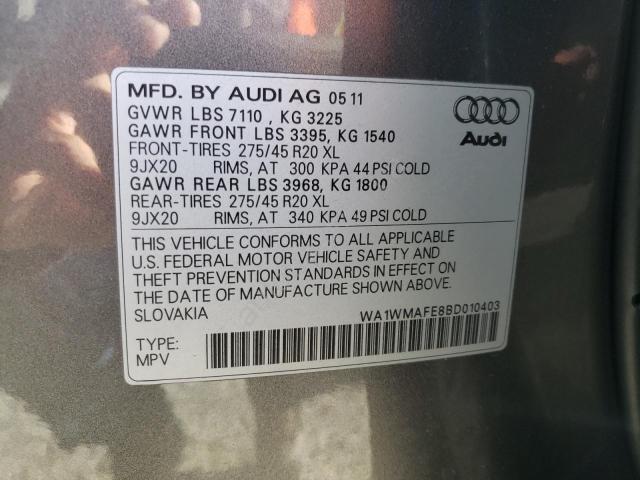 MFD. BY AUDI AG 05 11
GVWR LBS 7110 , KG 3225
GAWR FRONT LBS 3395, KG 1540
FRONT-TIRES 275/45 R20 XL
9JX20 RIMS, AT 300 KPA 44 PSI COLD
GAWR REAR LBS 3968, KG 1800
REAR-TIRES 275/45 R20 XL
9JX20 RIMS, AT 340 KPA 49 PSI COLD
Audi
THIS VEHICLE CONFORMS TO ALL APPLICABLE
U.S. FEDERAL MOTOR VEHICLE SAFETY AND
THEFT PREVENTION STANDARDS IN EFFECT ON
THE DATE OF MANUFACTURE SHOWN ABOVE.
SLOVAKIA WA1WMAFE8BD010403
TYPE:
MPV